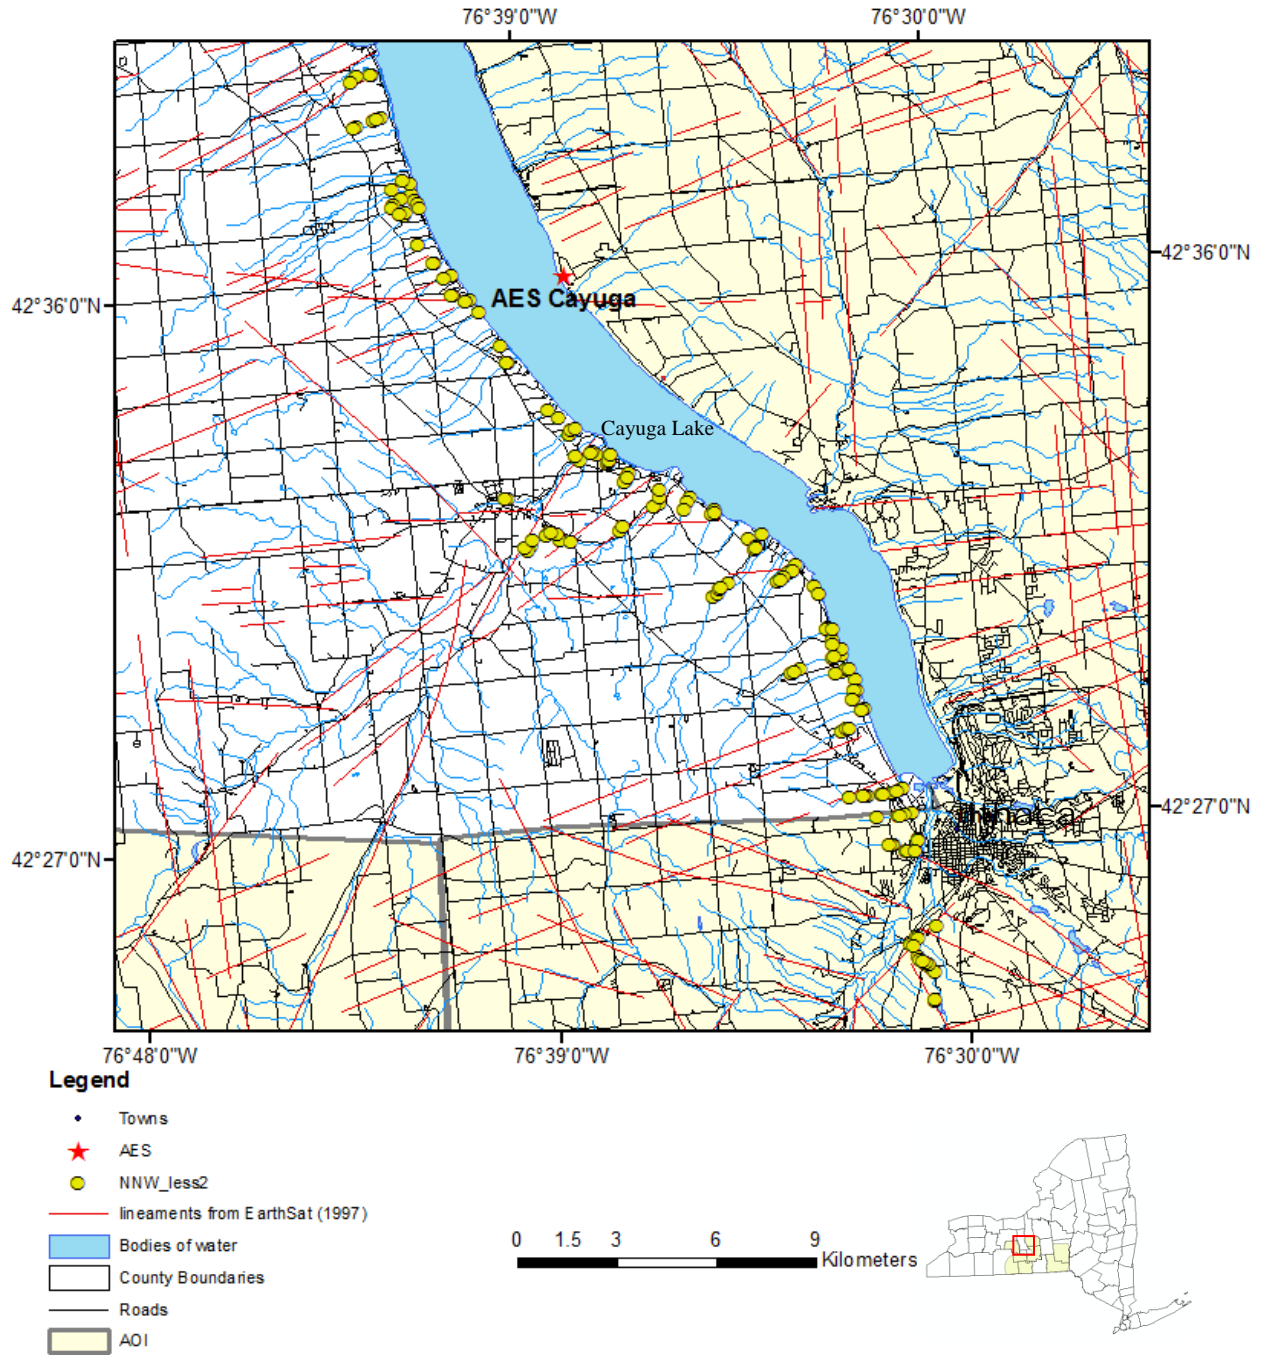 76°39'0"W 76°30'0"W
42°36'0"N
42°36'0"N
AES Cayuga
Cayuga Lake
42°27'0"N
Ithaca
42°27'0"N
76°48'0"W 76°39'0"W 76°30'0"W
Legend
Towns
AES
NNW_less2
lineaments from EarthSat (1997)
Bodies of water
County Boundaries
Roads
AOI
0 1.5 3 6 9
Kilometers